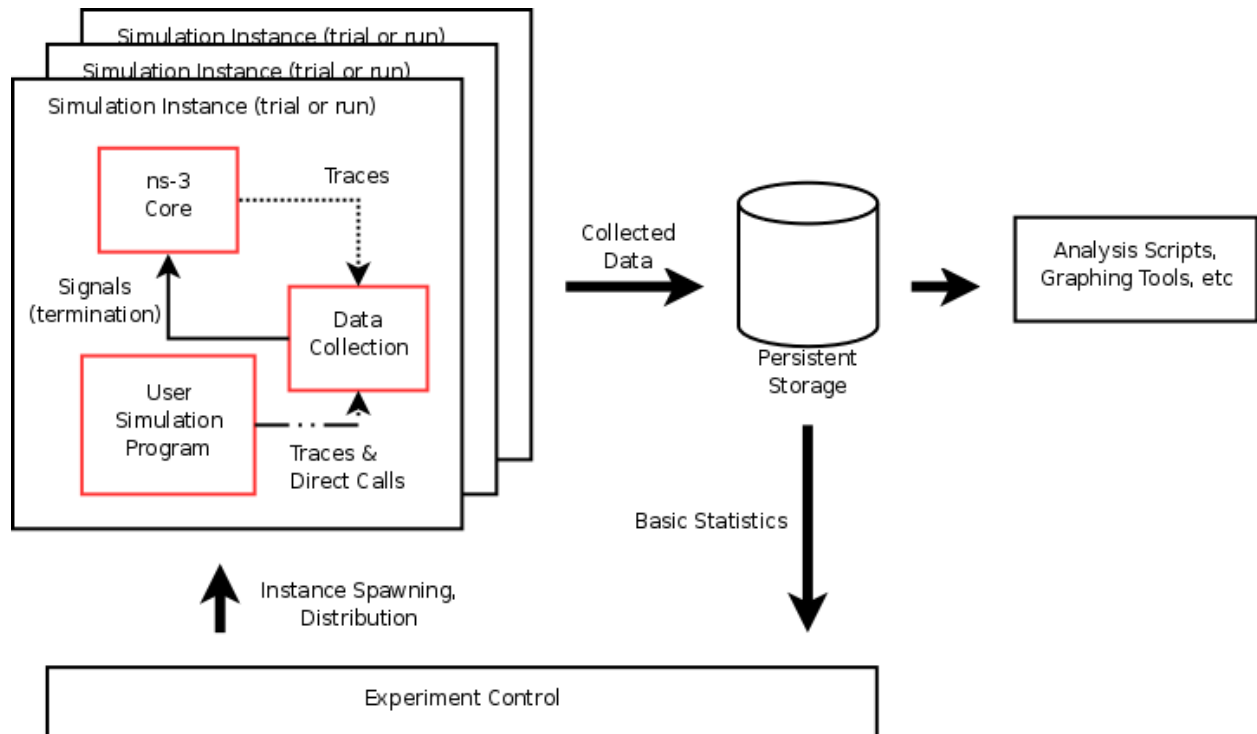 Simulation Instance (trial or run)
Simulation Instance (trial or run)
Simulation Instance (trial or run)
ns-3
Core
Traces
Signals
(termination)
Data
Collection
User
Simulation
Program
Traces &
Direct Calls
Collected
Data
Persistent
Storage
Analysis Scripts,
Graphing Tools, etc
Basic Statistics
Instance Spawning,
Distribution
Experiment Control